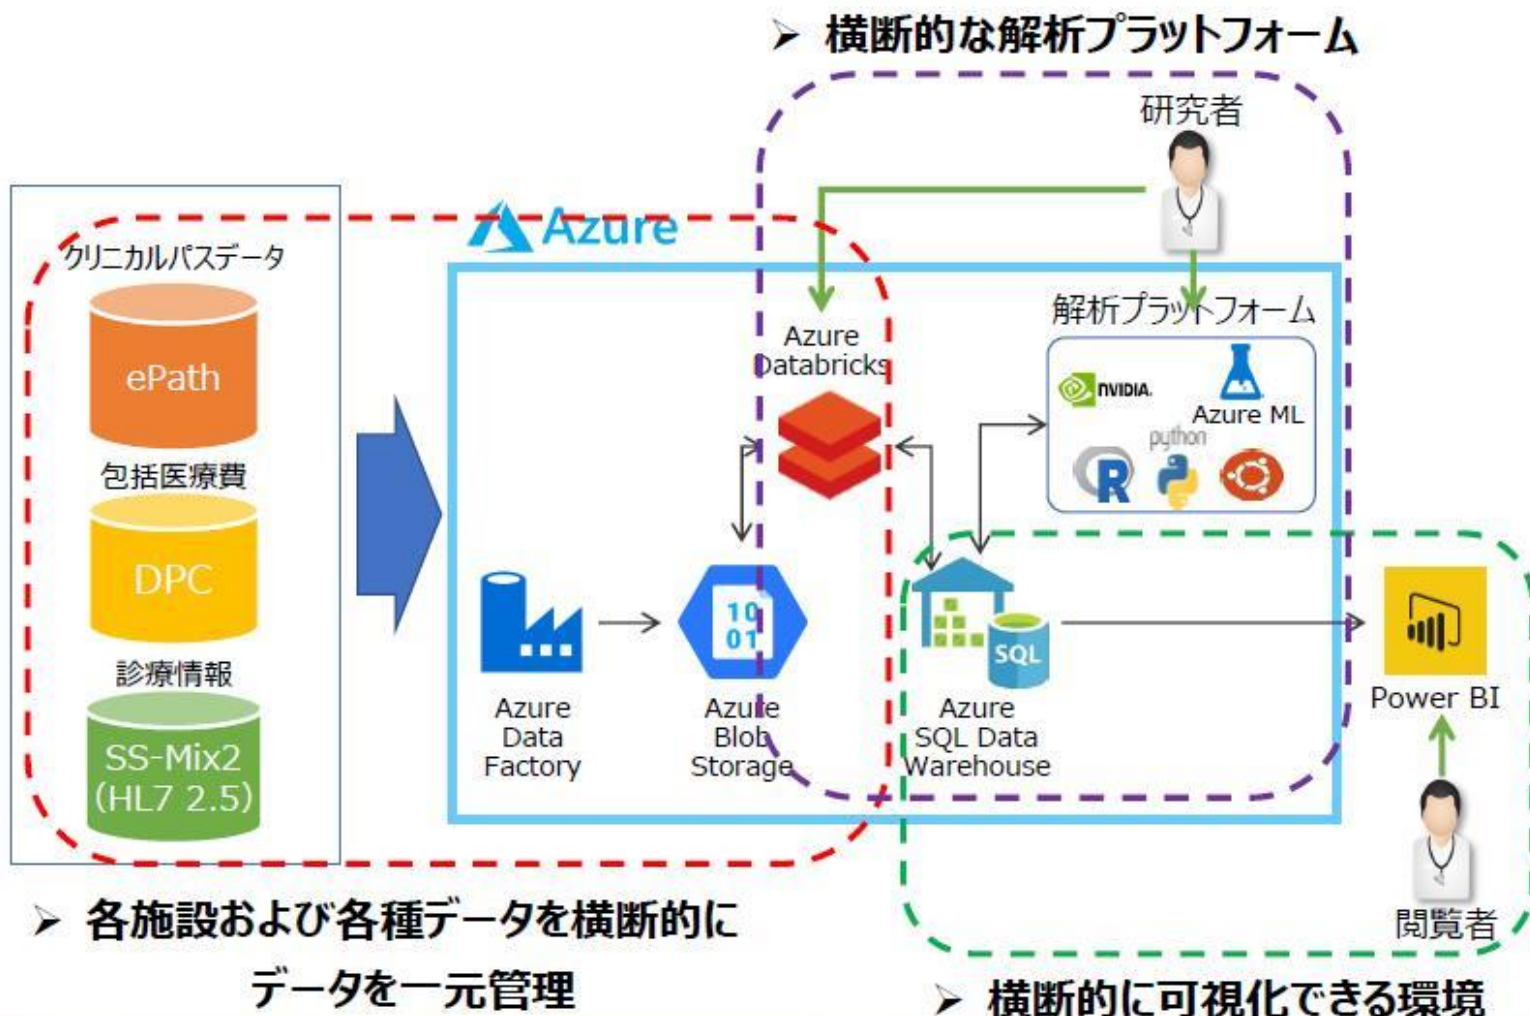 ➤ 横断的な解析プラットフォーム
研究者
Azure
クリニカルパスデータ
ePath
包括医療費
DPC
診療情報
SS-Mix2
(HL7 2.5)
Azure
Databricks
解析プラットフォーム
NVIDIA.
Azure ML
python
R
10
01
SQL
Azure
Data
Factory
Azure
Blob
Storage
Azure
SQL Data
Warehouse
Power BI
閲覧者
➤ 各施設および各種データを横断的に
データを一元管理
➤ 横断的に可視化できる環境